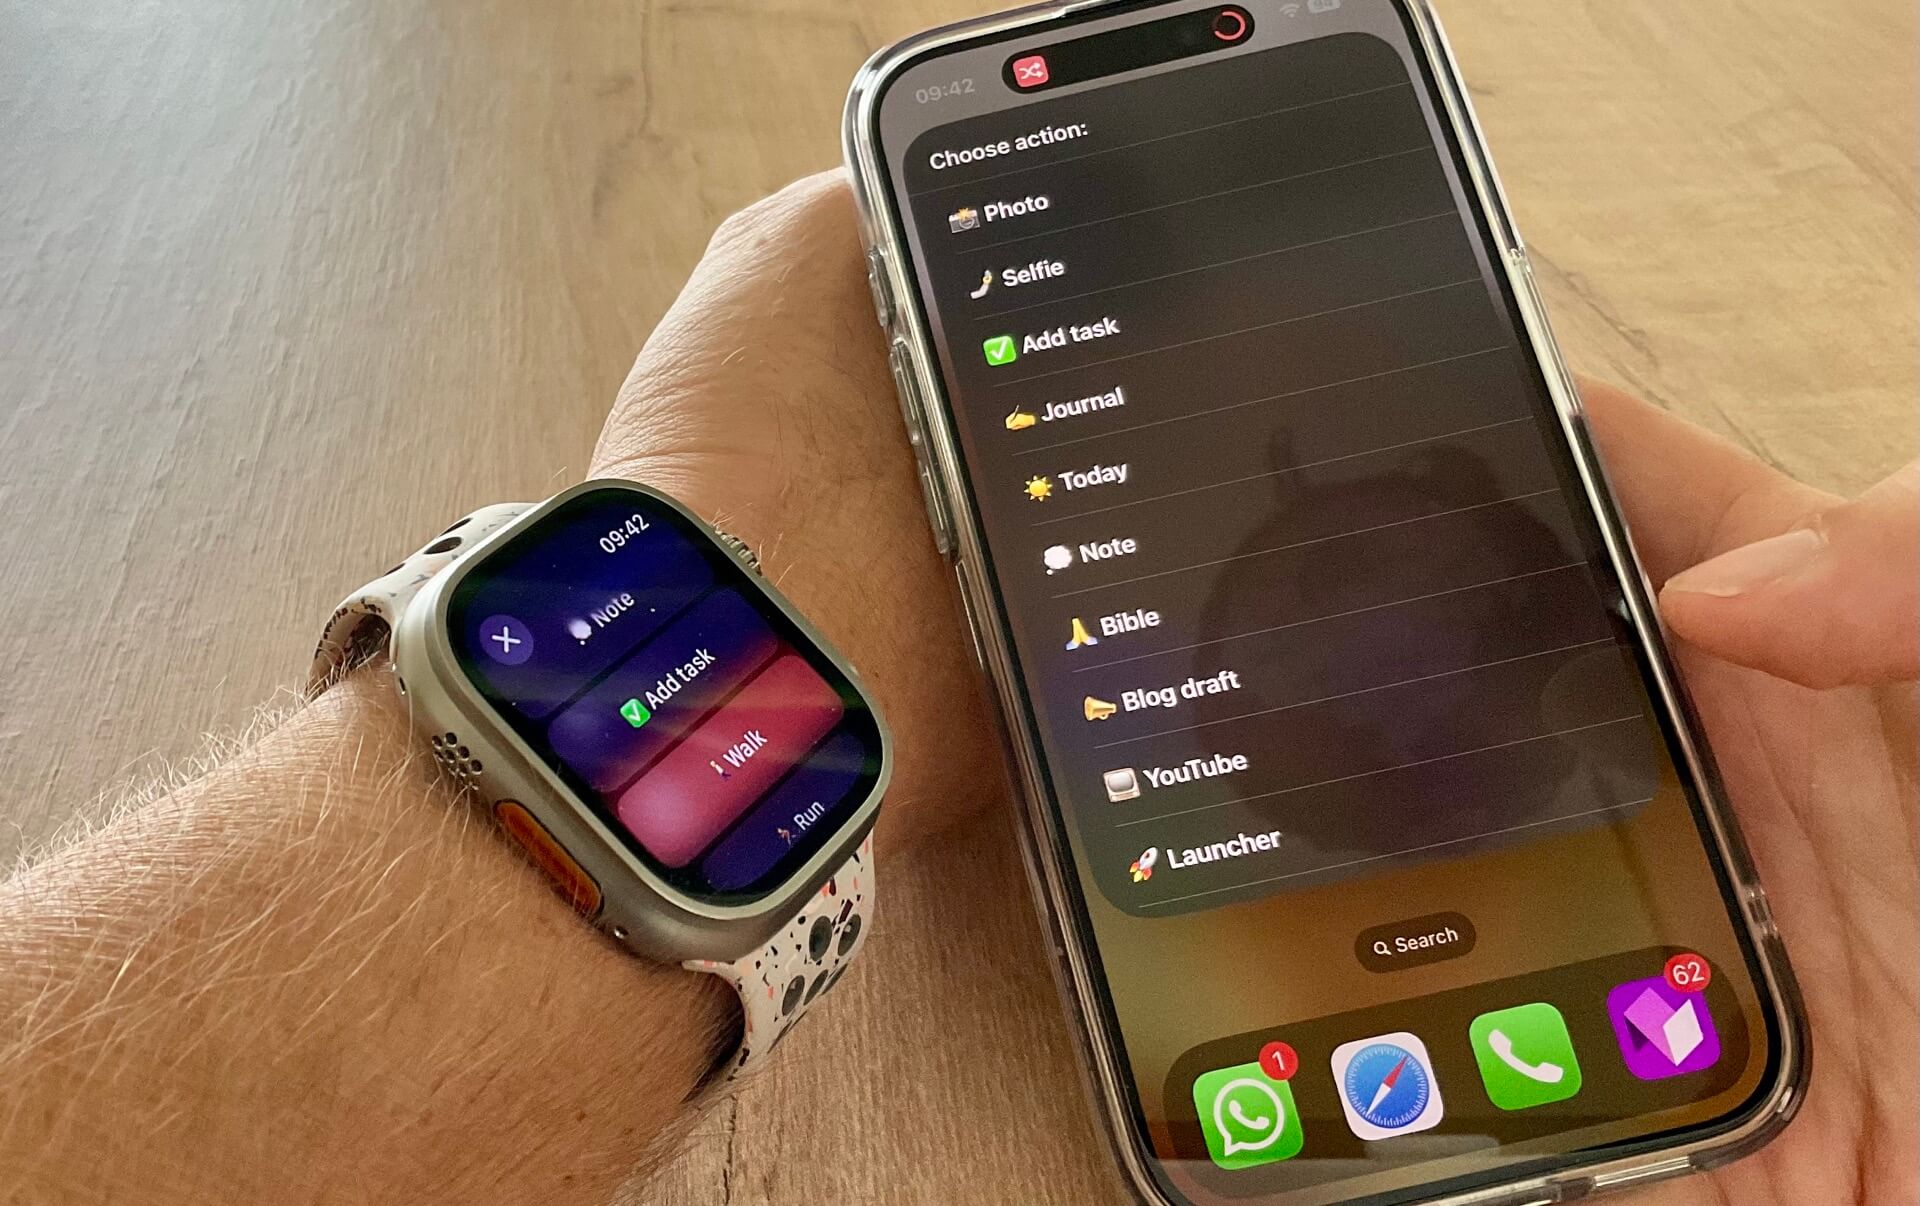 09:42
Note
Add task
Walk
Run
09:42
Choose action:
Photo
Selfie
Add task
Journal
Today
Note
Bible
Blog draft
YouTube
Launcher
Search
1
62